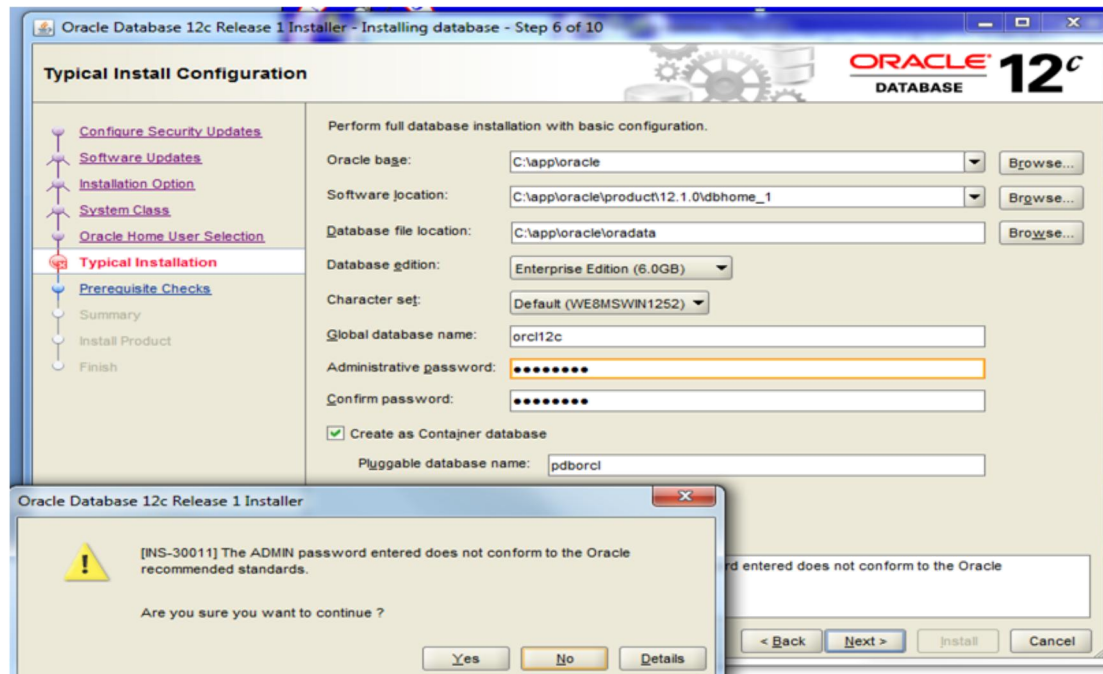 Oracle Database 12c Release 1 Installer - Installing database - Step 6 of 10
Typical Install Configuration
ORACLE
DATABASE
12c
Configure Security Updates
Software Updates
Installation Option
System Class
Oracle Home User Selection
Typical Installation
Prerequisite Checks
Summary
Install Product
Finish
Perform full database installation with basic configuration.
Oracle base: C:\app\oracle Browse...
Software location: C:\app\oracle\product\12.1.0\dbhome_1 Browse...
Database file location: C:\app\oracle\oradata Browse...
Database edition: Enterprise Edition (6.0GB)
Character set: Default (WE8MSWIN1252)
Global database name: orcl12c
Administrative password: ●●●●●●●●
Confirm password: ●●●●●●●●
Create as Container database
Pluggable database name: pdborcl
Oracle Database 12c Release 1 Installer
[INS-30011] The ADMIN password entered does not conform to the Oracle
recommended standards.
Are you sure you want to continue ?
Yes No Details
rd entered does not conform to the Oracle
< Back Next > Install Cancel